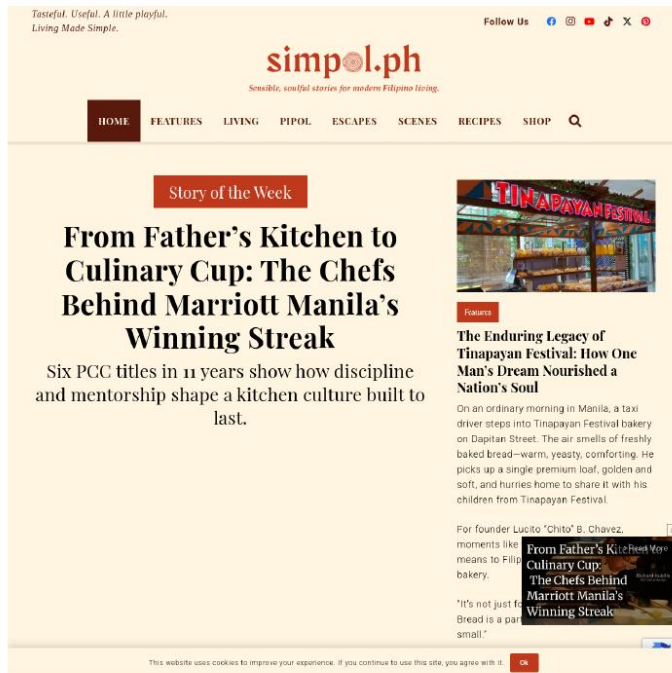 Tasteful. Useful. A little playful.
Living Made Simple.
Follow Us
simpol.ph
Sensible, soulful stories for modern Filipino living.
HOME FEATURES LIVING PIPOL ESCAPES SCENES RECIPES SHOP
Story of the Week
From Father's Kitchen to
Culinary Cup: The Chefs
Behind Marriott Manila's
Winning Streak
Six PCC titles in 11 years show how discipline
and mentorship shape a kitchen culture built to
last.
TINAPAYAN FESTIVAL
Features
The Enduring Legacy of
Tinapayan Festival: How One
Man's Dream Nourished a
Nation's Soul
On an ordinary morning in Manila, a taxi
driver steps into Tinapayan Festival bakery
on Dapitan Street. The air smells of freshly
baked bread—warm, yeasty, comforting. He
picks up a single premium loaf, golden and
soft, and hurries home to share it with his
children from Tinapayan Festival.
For founder Lucito "Chito" B. Chavez,
moments like
means to Filip
bakery.
"It's not just fo
Bread is a par
small."
From Father's Kitchen to
Read More
Culinary Cup:
The Chefs Behind
Marriott Manila's
Winning Streak
This website uses cookies to improve your experience. If you continue to use this site, you agree with it.
Ok